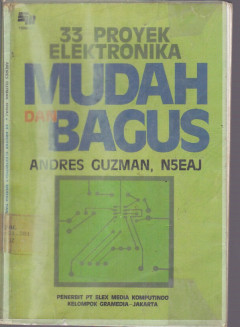 33 PROYEK
ELEKTRONIKA
MUDAH
DAN
BAGUS
ANDRES GUZMAN, N5EAJ
PENERBIT PT ELEX MEDIA KOMPUTINDO
KELOMPOK GRAMEDIA-JAKARTA